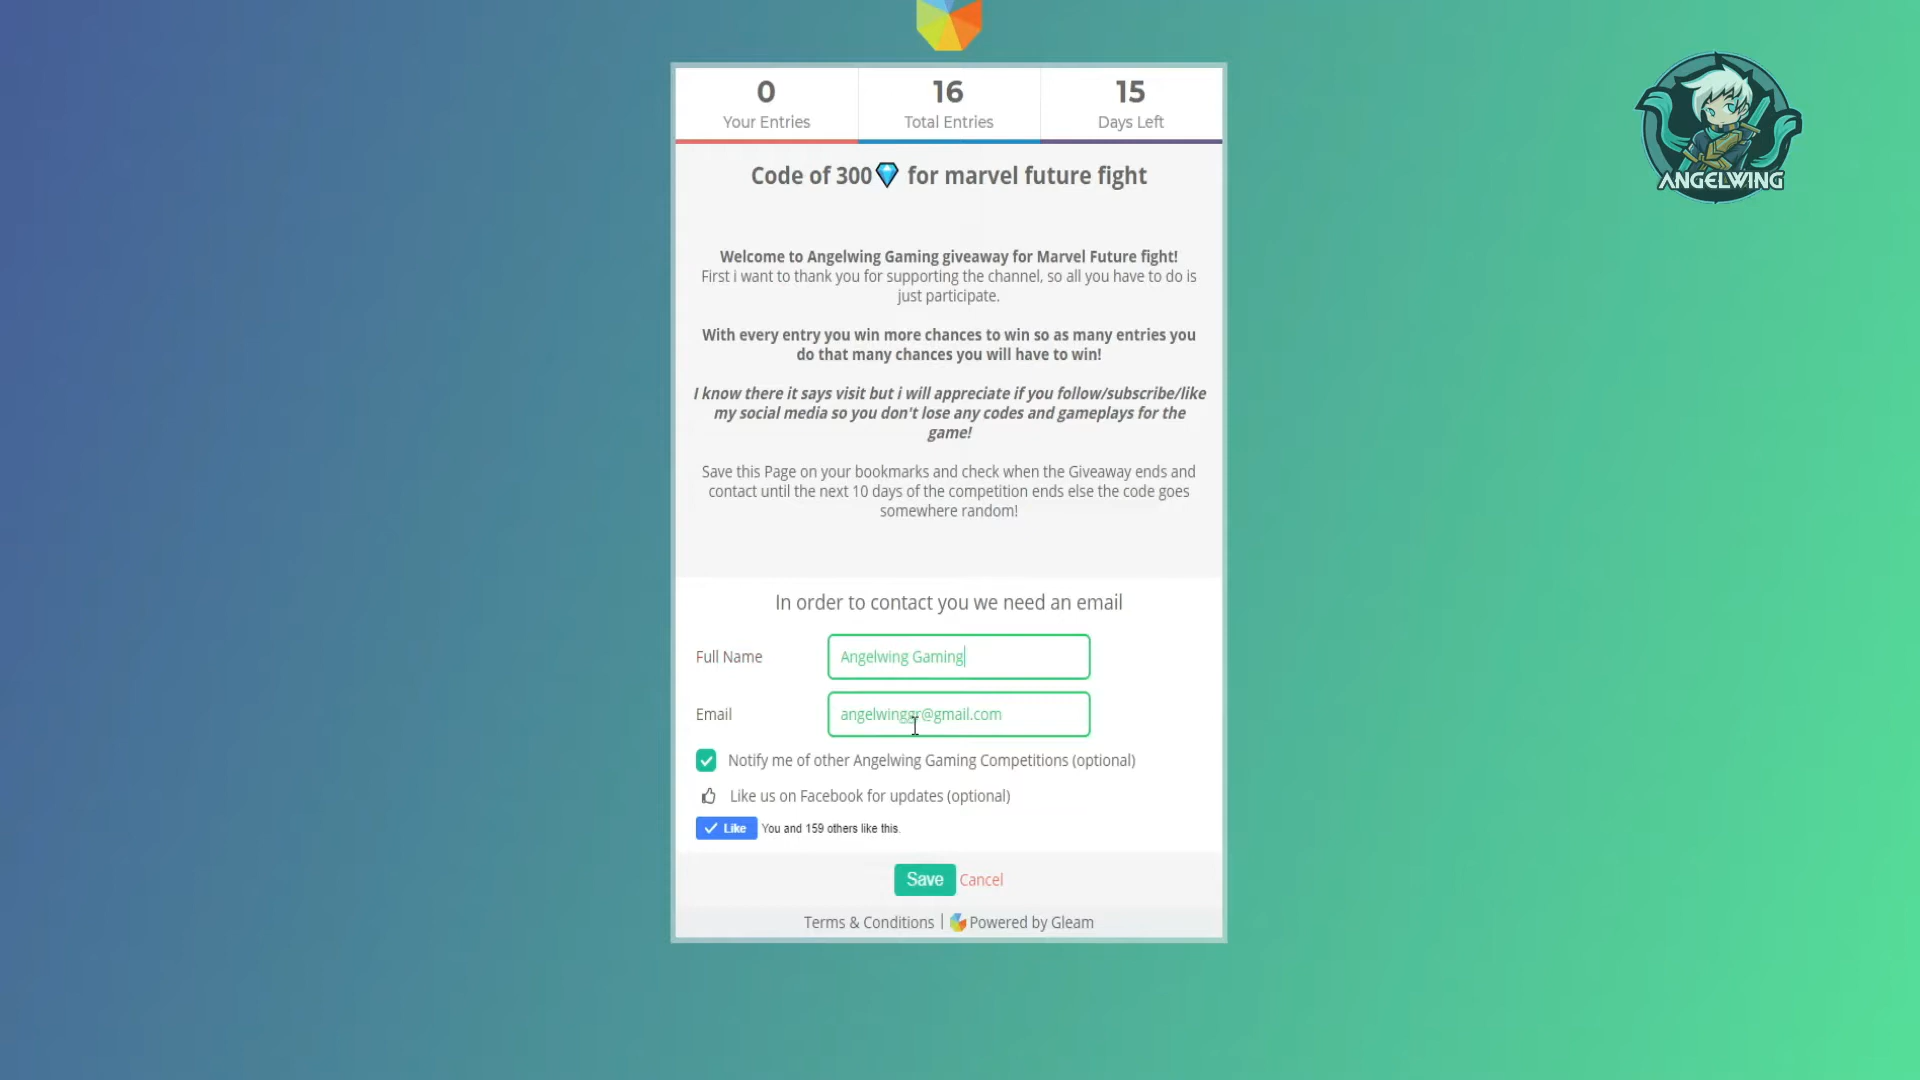 0
Your Entries
16
Total Entries
15
Days Left
Code of 300 for marvel future fight
Welcome to Angelwing Gaming giveaway for Marvel Future fight!
First i want to thank you for supporting the channel, so all you have to do is
just participate.
With every entry you win more chances to win so as many entries you
do that many chances you will have to win!
I know there it says visit but i will appreciate if you follow/subscribe/like
my social media so you don't lose any codes and gameplays for the
game!
Save this Page on your bookmarks and check when the Giveaway ends and
contact until the next 10 days of the competition ends else the code goes
somewhere random!
In order to contact you we need an email
Full Name
Angelwing Gaming
Email
angelwinggr@gmail.com
Notify me of other Angelwing Gaming Competitions (optional)
Like us on Facebook for updates (optional)
Like You and 159 others like this.
Save Cancel
Terms & Conditions | Powered by Gleam
ANGELWING